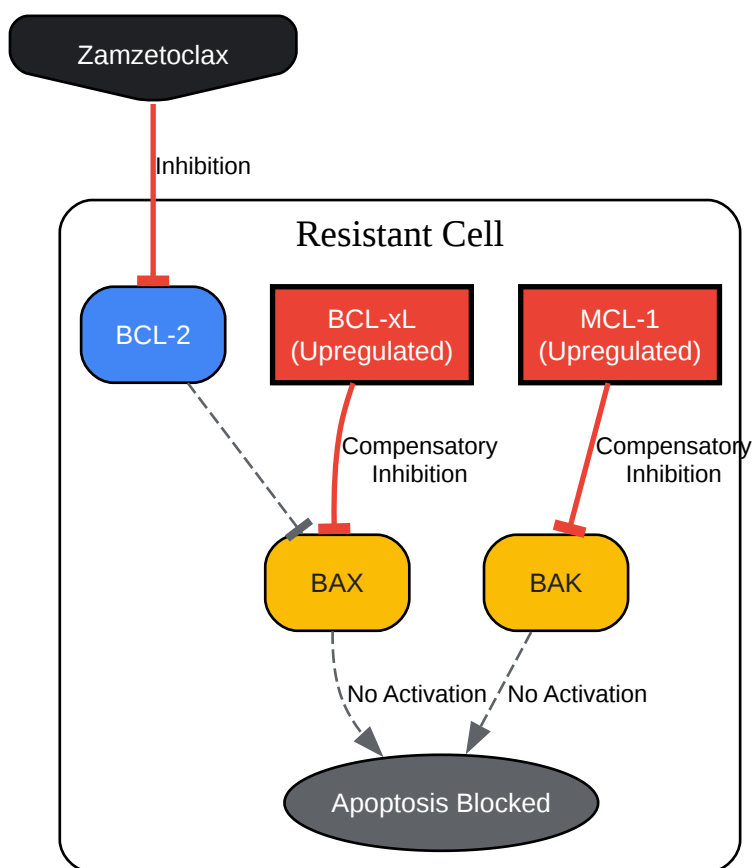 Zamzetoclax
Inhibition
Resistant Cell
BCL-2
BCL-xL
(Upregulated)
MCL-1
(Upregulated)
Compensatory
Inhibition
Compensatory
Inhibition
BAX
BAK
No Activation
No Activation
Apoptosis Blocked